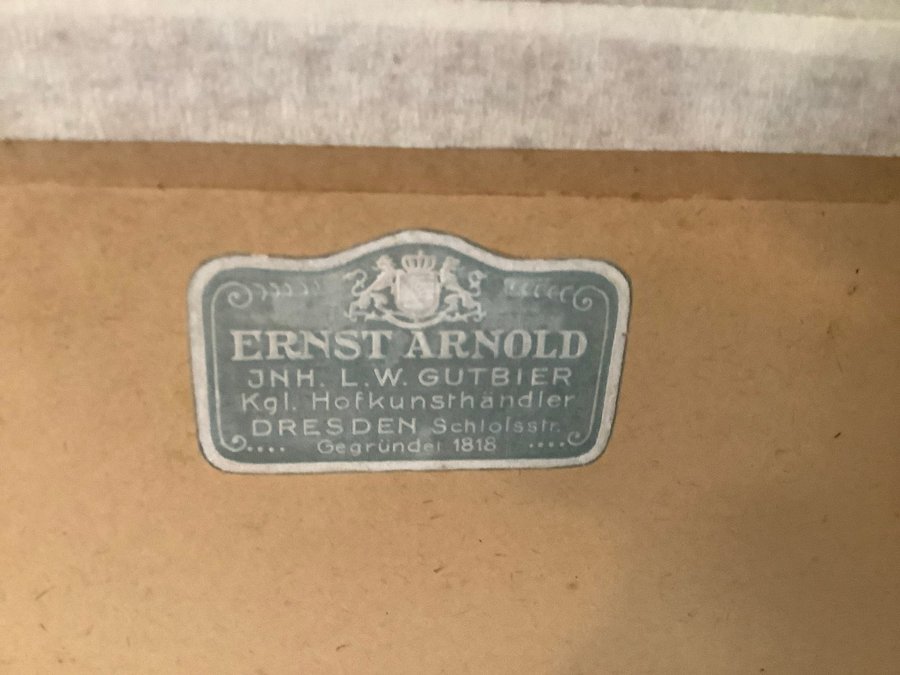 ERNST ARNOLD
JNH. L.W. GUTBIER
Kgl. Hofkunsthändler
DRESDEN Schloſsstr.
Gegründet 1818